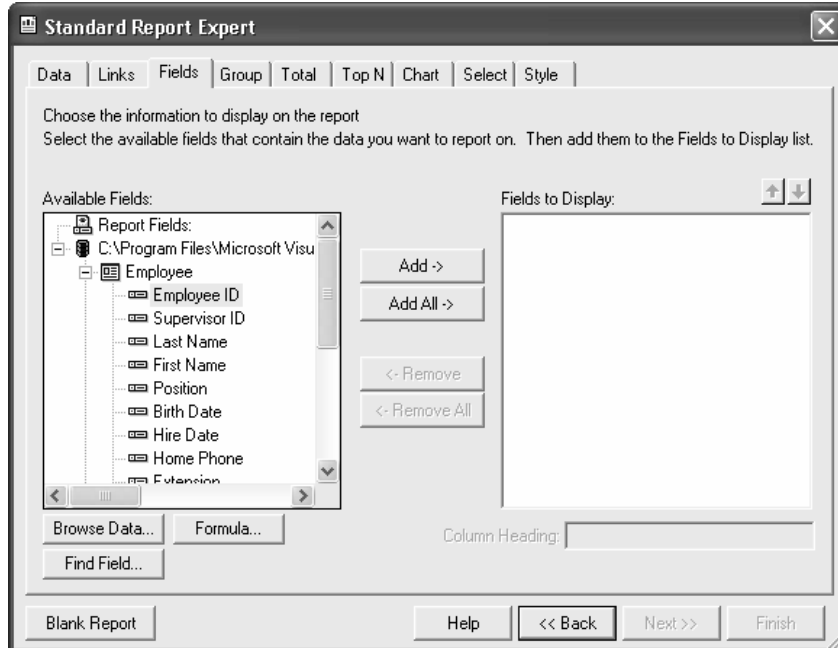 Standard Report Expert
Data Links Fields Group Total Top N Chart Select Style
Choose the information to display on the report
Select the available fields that contain the data you want to report on.  Then add them to the Fields to Display list.
Available Fields:
Report Fields:
C:\Program Files\Microsoft Visu
Employee
Employee ID
Supervisor ID
Last Name
First Name
Position
Birth Date
Hire Date
Home Phone
Extension
Add ->
Add All ->
<- Remove
<- Remove All
Fields to Display:
Browse Data...
Formula...
Find Field...
Column Heading:
Blank Report
Help
<< Back
Next >>
Finish